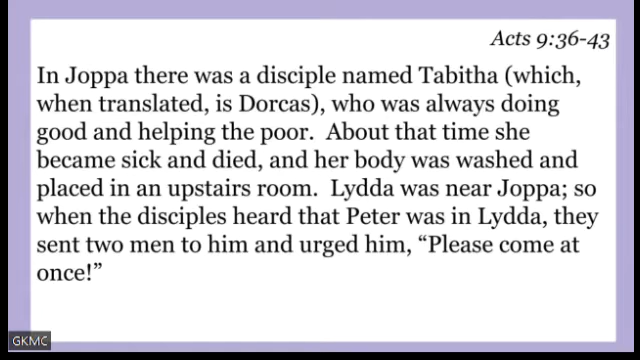 Acts 9:36-43
In Joppa there was a disciple named Tabitha (which,
when translated, is Dorcas), who was always doing
good and helping the poor.  About that time she
became sick and died, and her body was washed and
placed in an upstairs room.  Lydda was near Joppa; so
when the disciples heard that Peter was in Lydda, they
sent two men to him and urged him, “Please come at
once!”
GKMC